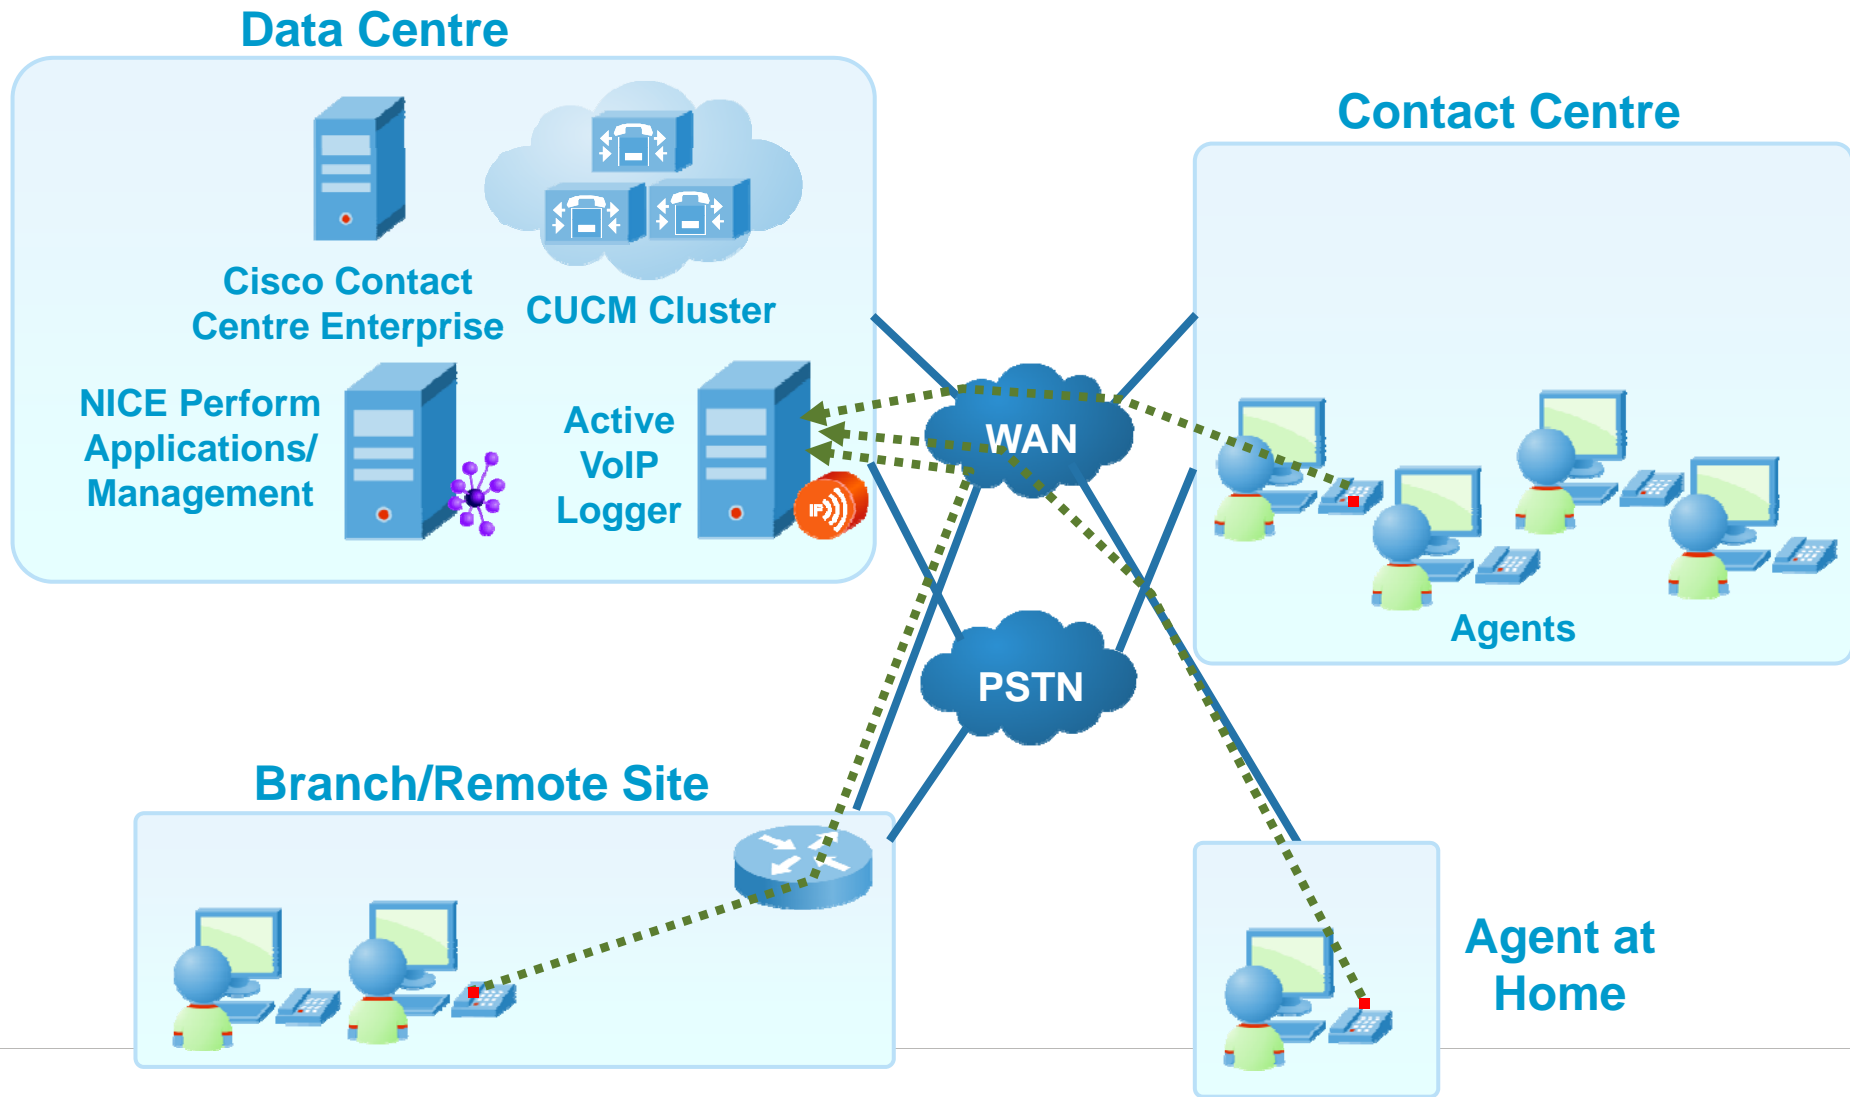 Data Centre
Contact Centre
Cisco Contact
Centre Enterprise
CUCM Cluster
NICE Perform
Applications/
Management
Active
VoIP
Logger
IP
WAN
Agents
PSTN
Branch/Remote Site
Agent at
Home